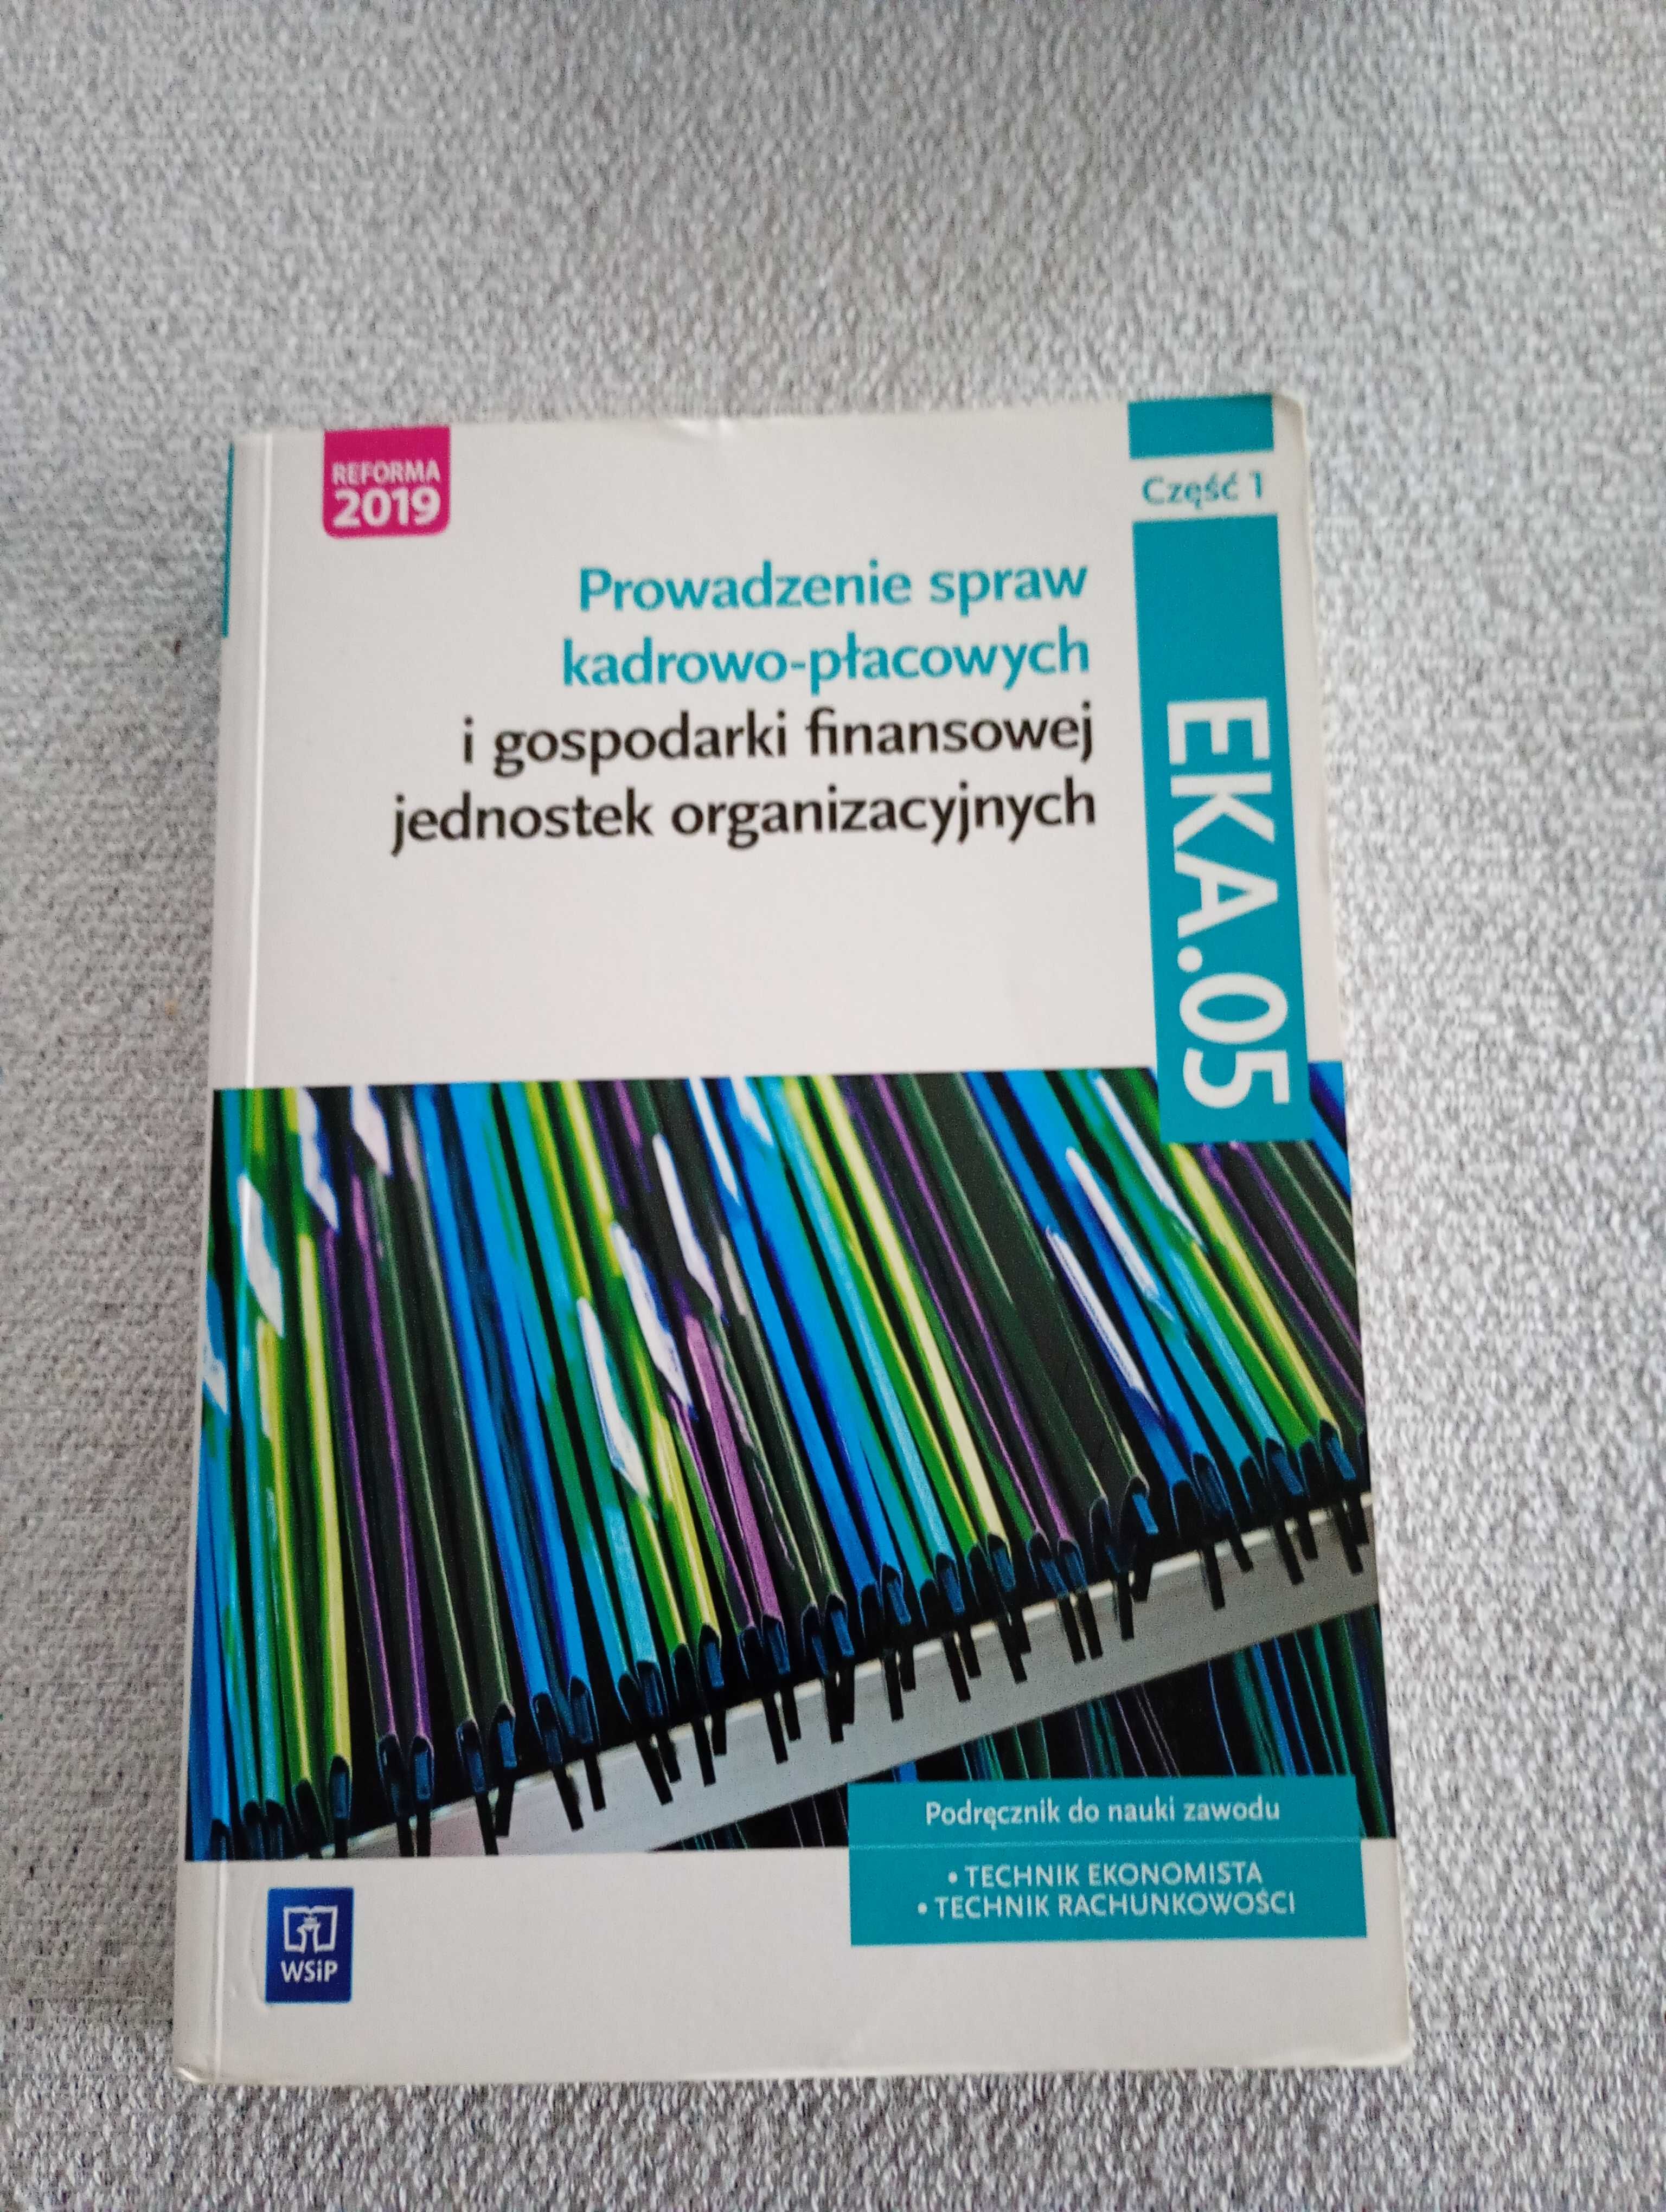 REFORMA
2019
Część 1
Prowadzenie spraw
kadrowo-płacowych
i gospodarki finansowej
jednostek organizacyjnych
EKA.05
Podręcznik do nauki zawodu
• TECHNIK EKONOMISTA
• TECHNIK RACHUNKOWOŚCI
WSiP